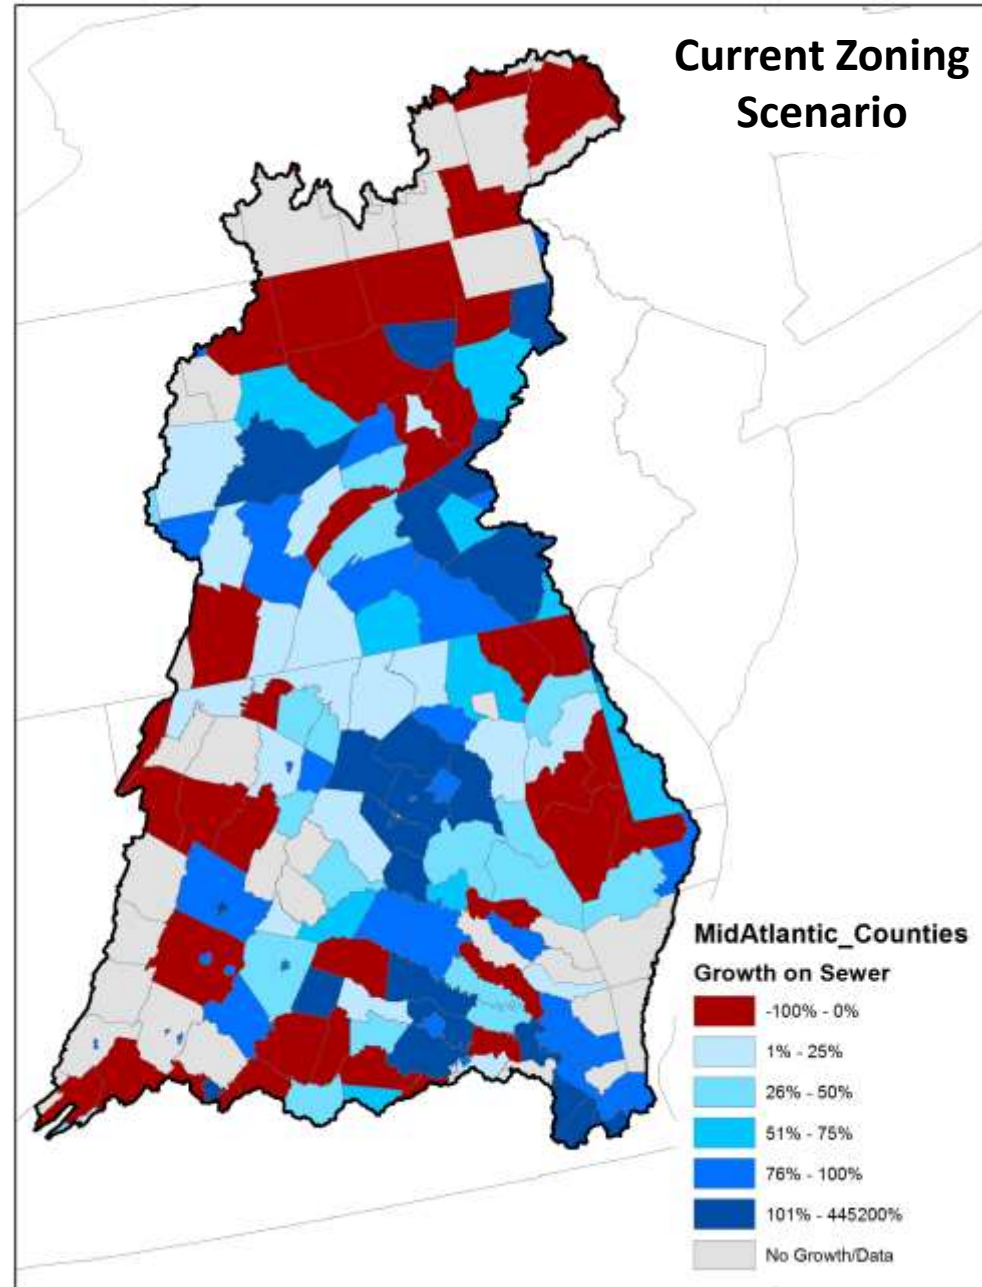 Current Zoning
Scenario
MidAtlantic_Counties
Growth on Sewer
-100% - 0%
1% - 25%
26% - 50%
51% - 75%
76% - 100%
101% - 445200%
No Growth/Data